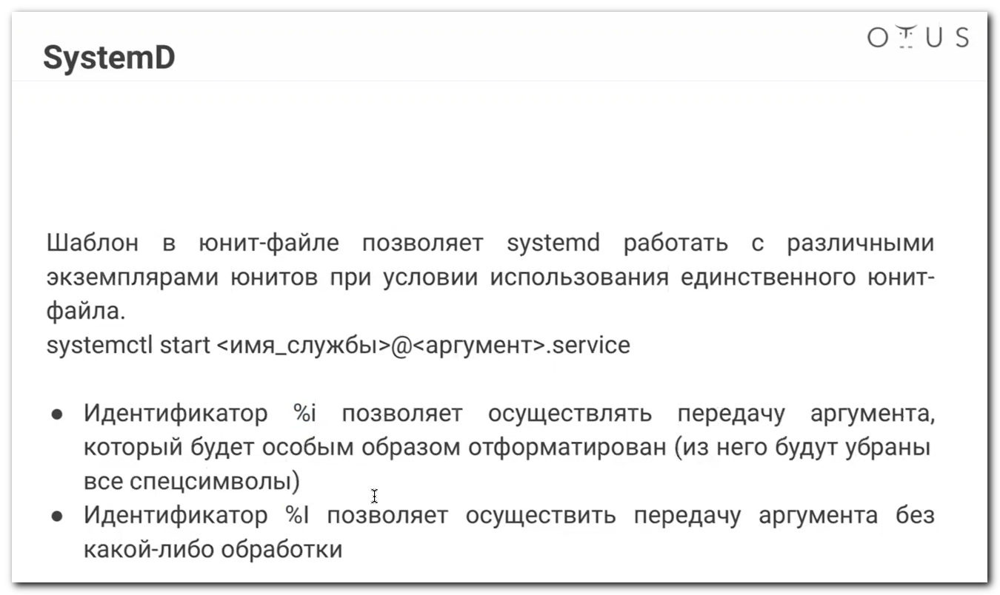 SystemD
OTUS
Шаблон в юнит-файле позволяет systemd работать с различными
экземплярами юнитов при условии использования единственного юнит-
файла.
systemctl start <имя_службы>@<аргумент>.service
● Идентификатор %i позволяет осуществлять передачу аргумента,
который будет особым образом отформатирован (из него будут убраны
все спецсимволы)
● Идентификатор %I позволяет осуществить передачу аргумента без
какой-либо обработки